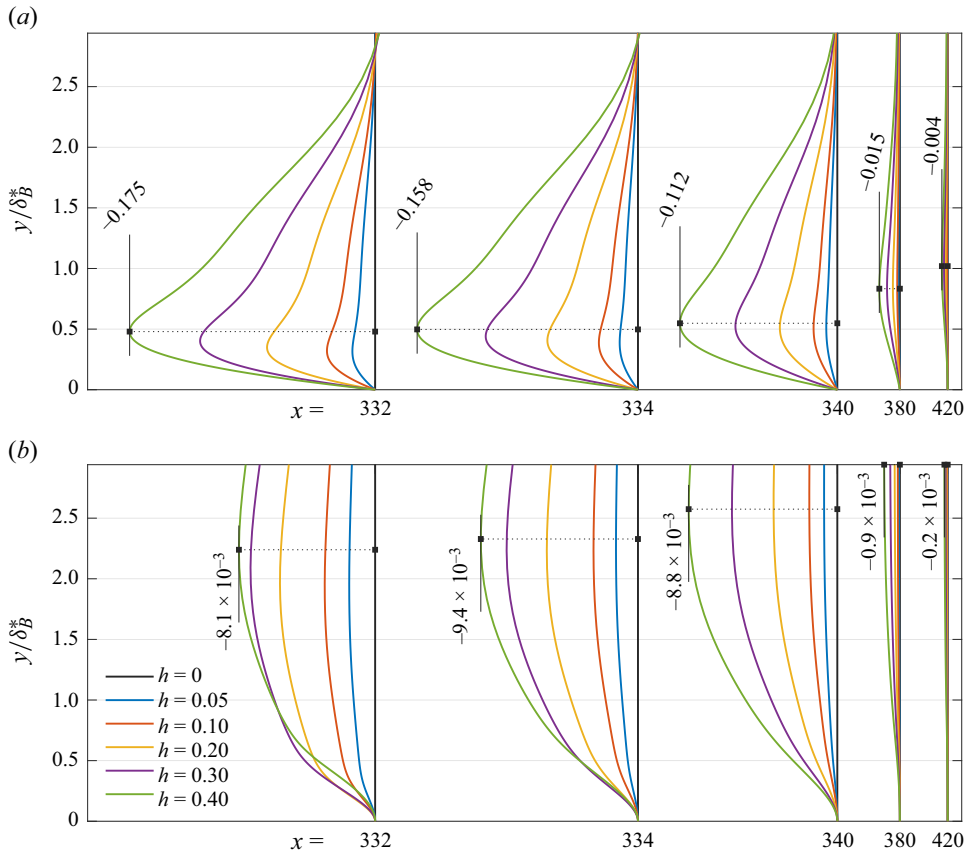 (a)
2.5
2.0
1.5
1.0
0.5
0
y/δ*B
−0.175
−0.158
−0.112
−0.015
−0.004
x = 332 334 340 380 420
(b)
2.5
2.0
1.5
1.0
0.5
0
y/δ*B
−8.1 × 10−3
−9.4 × 10−3
−8.8 × 10−3
−0.9 × 10−3
−0.2 × 10−3
h = 0
h = 0.05
h = 0.10
h = 0.20
h = 0.30
h = 0.40
x = 332 334 340 380 420